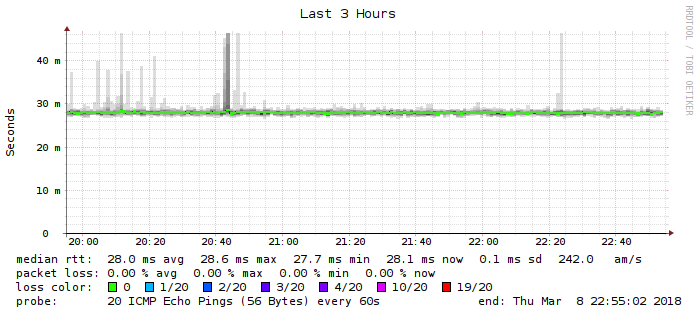 Last 3 Hours
RRDTOOL / TOBI OETIKER
Seconds
40 m
30 m
20 m
10 m
0
20:00 20:20 20:40 21:00 21:20 21:40 22:00 22:20 22:40
median rtt: 28.0 ms avg 28.6 ms max 27.7 ms min 28.1 ms now 0.1 ms sd 242.0 am/s
packet loss: 0.00 % avg 0.00 % max 0.00 % min 0.00 % now
loss color: 0 1/20 2/20 3/20 4/20 10/20 19/20
probe: 20 ICMP Echo Pings (56 Bytes) every 60s end: Thu Mar 8 22:55:02 2018